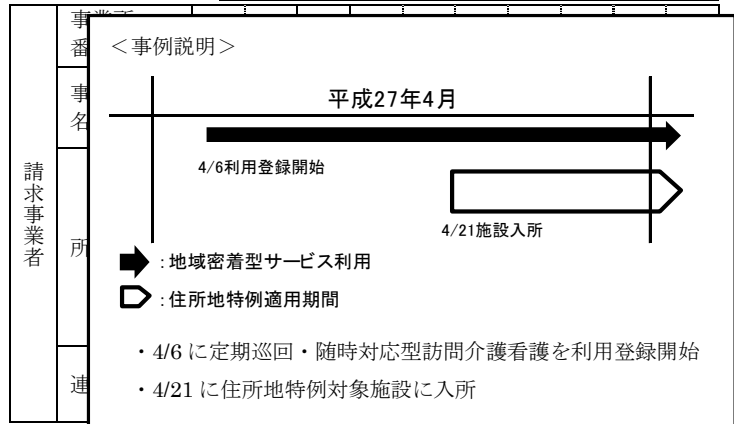 請求事業者
事業所
番
事
名
所
連
＜事例説明＞
平成27年4月
4/6利用登録開始
4/21施設入所
：地域密着型サービス利用
：住所地特例適用期間
・4/6 に定期巡回・随時対応型訪問介護看護を利用登録開始
・4/21 に住所地特例対象施設に入所